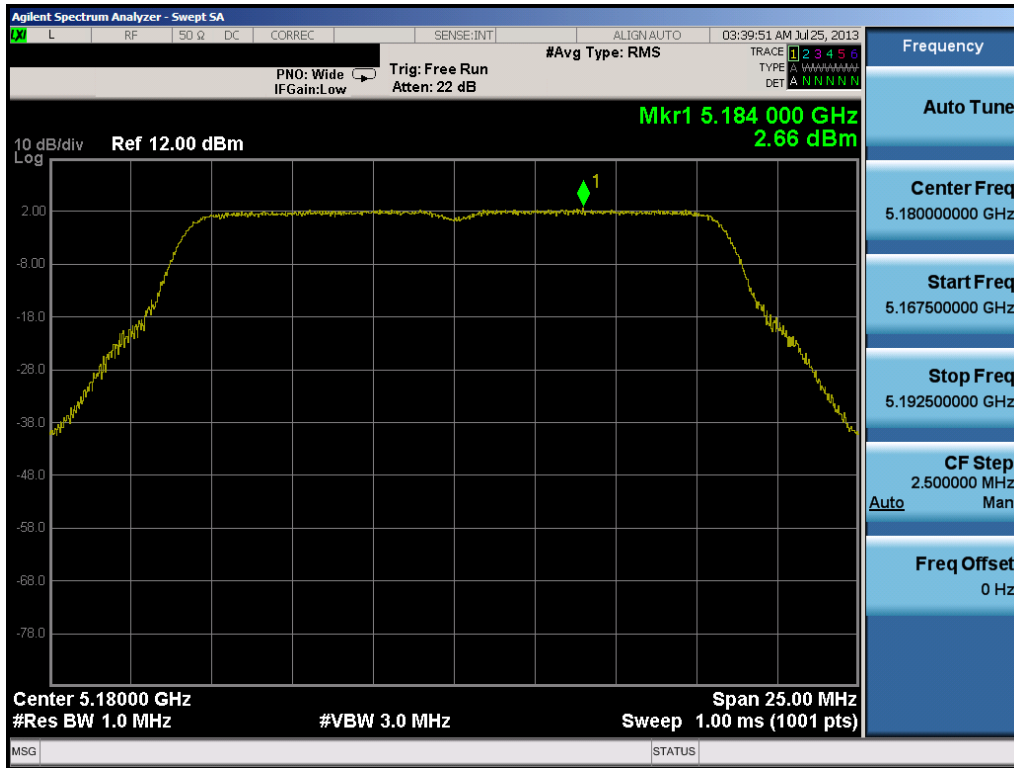 Agilent Spectrum Analyzer - Swept SA
LXI L RF 50 Ω DC CORREC SENSE:INT ALIGN AUTO 03:39:51 AM Jul 25, 2013
#Avg Type: RMS TRACE 1 2 3 4 5 6
PNO: Wide Trig: Free Run TYPE A WWWWW
IFGain:Low Atten: 22 dB DET A N N N N N
Mkr1 5.184 000 GHz
2.66 dBm
10 dB/div Ref 12.00 dBm
Log
1
2.00
-8.00
-18.0
-28.0
-38.0
-48.0
-58.0
-68.0
-78.0
Center 5.18000 GHz Span 25.00 MHz
#Res BW 1.0 MHz #VBW 3.0 MHz Sweep 1.00 ms (1001 pts)
MSG STATUS
Frequency
Auto Tune
Center Freq
5.180000000 GHz
Start Freq
5.167500000 GHz
Stop Freq
5.192500000 GHz
CF Step
2.500000 MHz
Auto Man
Freq Offset
0 Hz